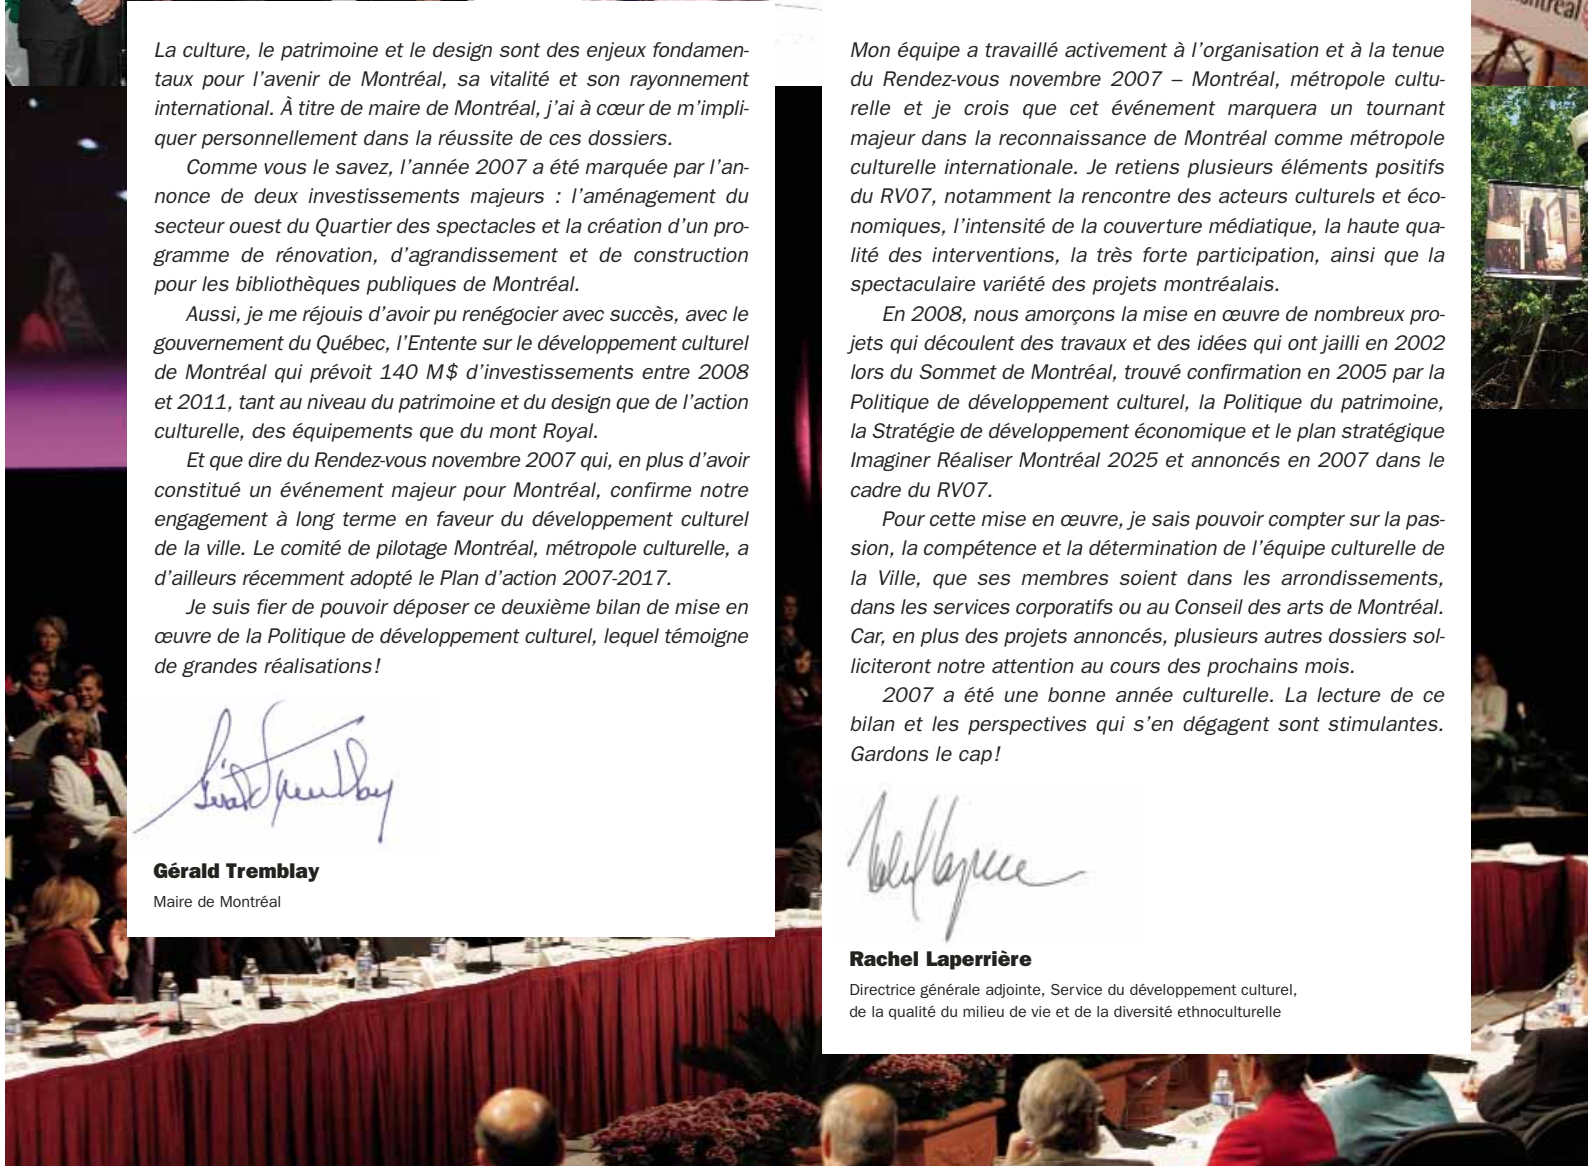 La culture, le patrimoine et le design sont des enjeux fondamen-
taux pour l'avenir de Montréal, sa vitalité et son rayonnement
international. À titre de maire de Montréal, j'ai à cœur de m'impli-
quer personnellement dans la réussite de ces dossiers.
Comme vous le savez, l'année 2007 a été marquée par l'an-
nonce de deux investissements majeurs : l'aménagement du
secteur ouest du Quartier des spectacles et la création d'un pro-
gramme de rénovation, d'agrandissement et de construction
pour les bibliothèques publiques de Montréal.
Aussi, je me réjouis d'avoir pu renégocier avec succès, avec le
gouvernement du Québec, l'Entente sur le développement culturel
de Montréal qui prévoit 140 M$ d'investissements entre 2008
et 2011, tant au niveau du patrimoine et du design que de l'action
culturelle, des équipements que du mont Royal.
Et que dire du Rendez-vous novembre 2007 qui, en plus d'avoir
constitué un événement majeur pour Montréal, confirme notre
engagement à long terme en faveur du développement culturel
de la ville. Le comité de pilotage Montréal, métropole culturelle, a
d'ailleurs récemment adopté le Plan d'action 2007-2017.
Je suis fier de pouvoir déposer ce deuxième bilan de mise en
œuvre de la Politique de développement culturel, lequel témoigne
de grandes réalisations!
Gérald Tremblay
Gérald Tremblay
Maire de Montréal
Mon équipe a travaillé activement à l'organisation et à la tenue
du Rendez-vous novembre 2007 – Montréal, métropole cultu-
relle et je crois que cet événement marquera un tournant
majeur dans la reconnaissance de Montréal comme métropole
culturelle internationale. Je retiens plusieurs éléments positifs
du RV07, notamment la rencontre des acteurs culturels et éco-
nomiques, l'intensité de la couverture médiatique, la haute qua-
lité des interventions, la très forte participation, ainsi que la
spectaculaire variété des projets montréalais.
En 2008, nous amorçons la mise en œuvre de nombreux pro-
jets qui découlent des travaux et des idées qui ont jailli en 2002
lors du Sommet de Montréal, trouvé confirmation en 2005 par la
Politique de développement culturel, la Politique du patrimoine,
la Stratégie de développement économique et le plan stratégique
Imaginer Réaliser Montréal 2025 et annoncés en 2007 dans le
cadre du RV07.
Pour cette mise en œuvre, je sais pouvoir compter sur la pas-
sion, la compétence et la détermination de l'équipe culturelle de
la Ville, que ses membres soient dans les arrondissements,
dans les services corporatifs ou au Conseil des arts de Montréal.
Car, en plus des projets annoncés, plusieurs autres dossiers sol-
liciteront notre attention au cours des prochains mois.
2007 a été une bonne année culturelle. La lecture de ce
bilan et les perspectives qui s'en dégagent sont stimulantes.
Gardons le cap!
Rachel Laperrière
Directrice générale adjointe, Service du développement culturel,
de la qualité du milieu de vie et de la diversité ethnoculturelle